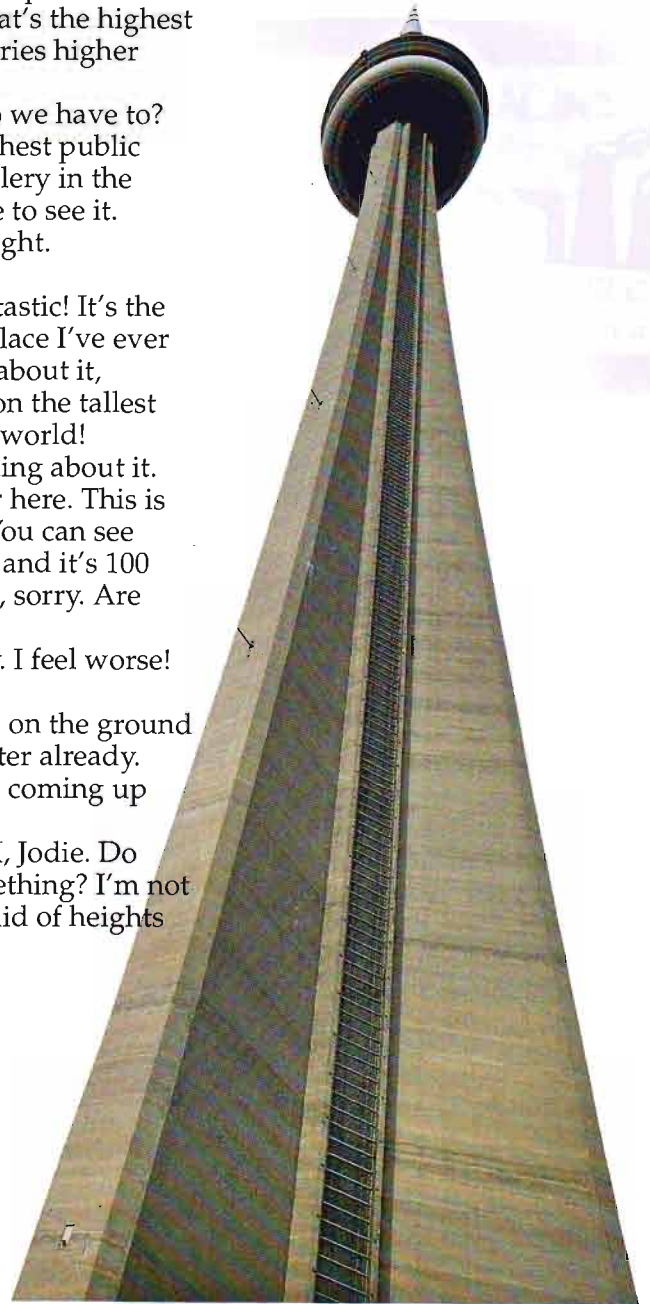 at's the highest
ries higher
we have to?
hest public
lery in the
e to see it.
ght.
tastic! It's the
lace I've ever
about it,
on the tallest
world!
ing about it.
here. This is
You can see
and it's 100
, sorry. Are
. I feel worse!
on the ground
ter already.
coming up
, Jodie. Do
ething? I'm not
aid of heights